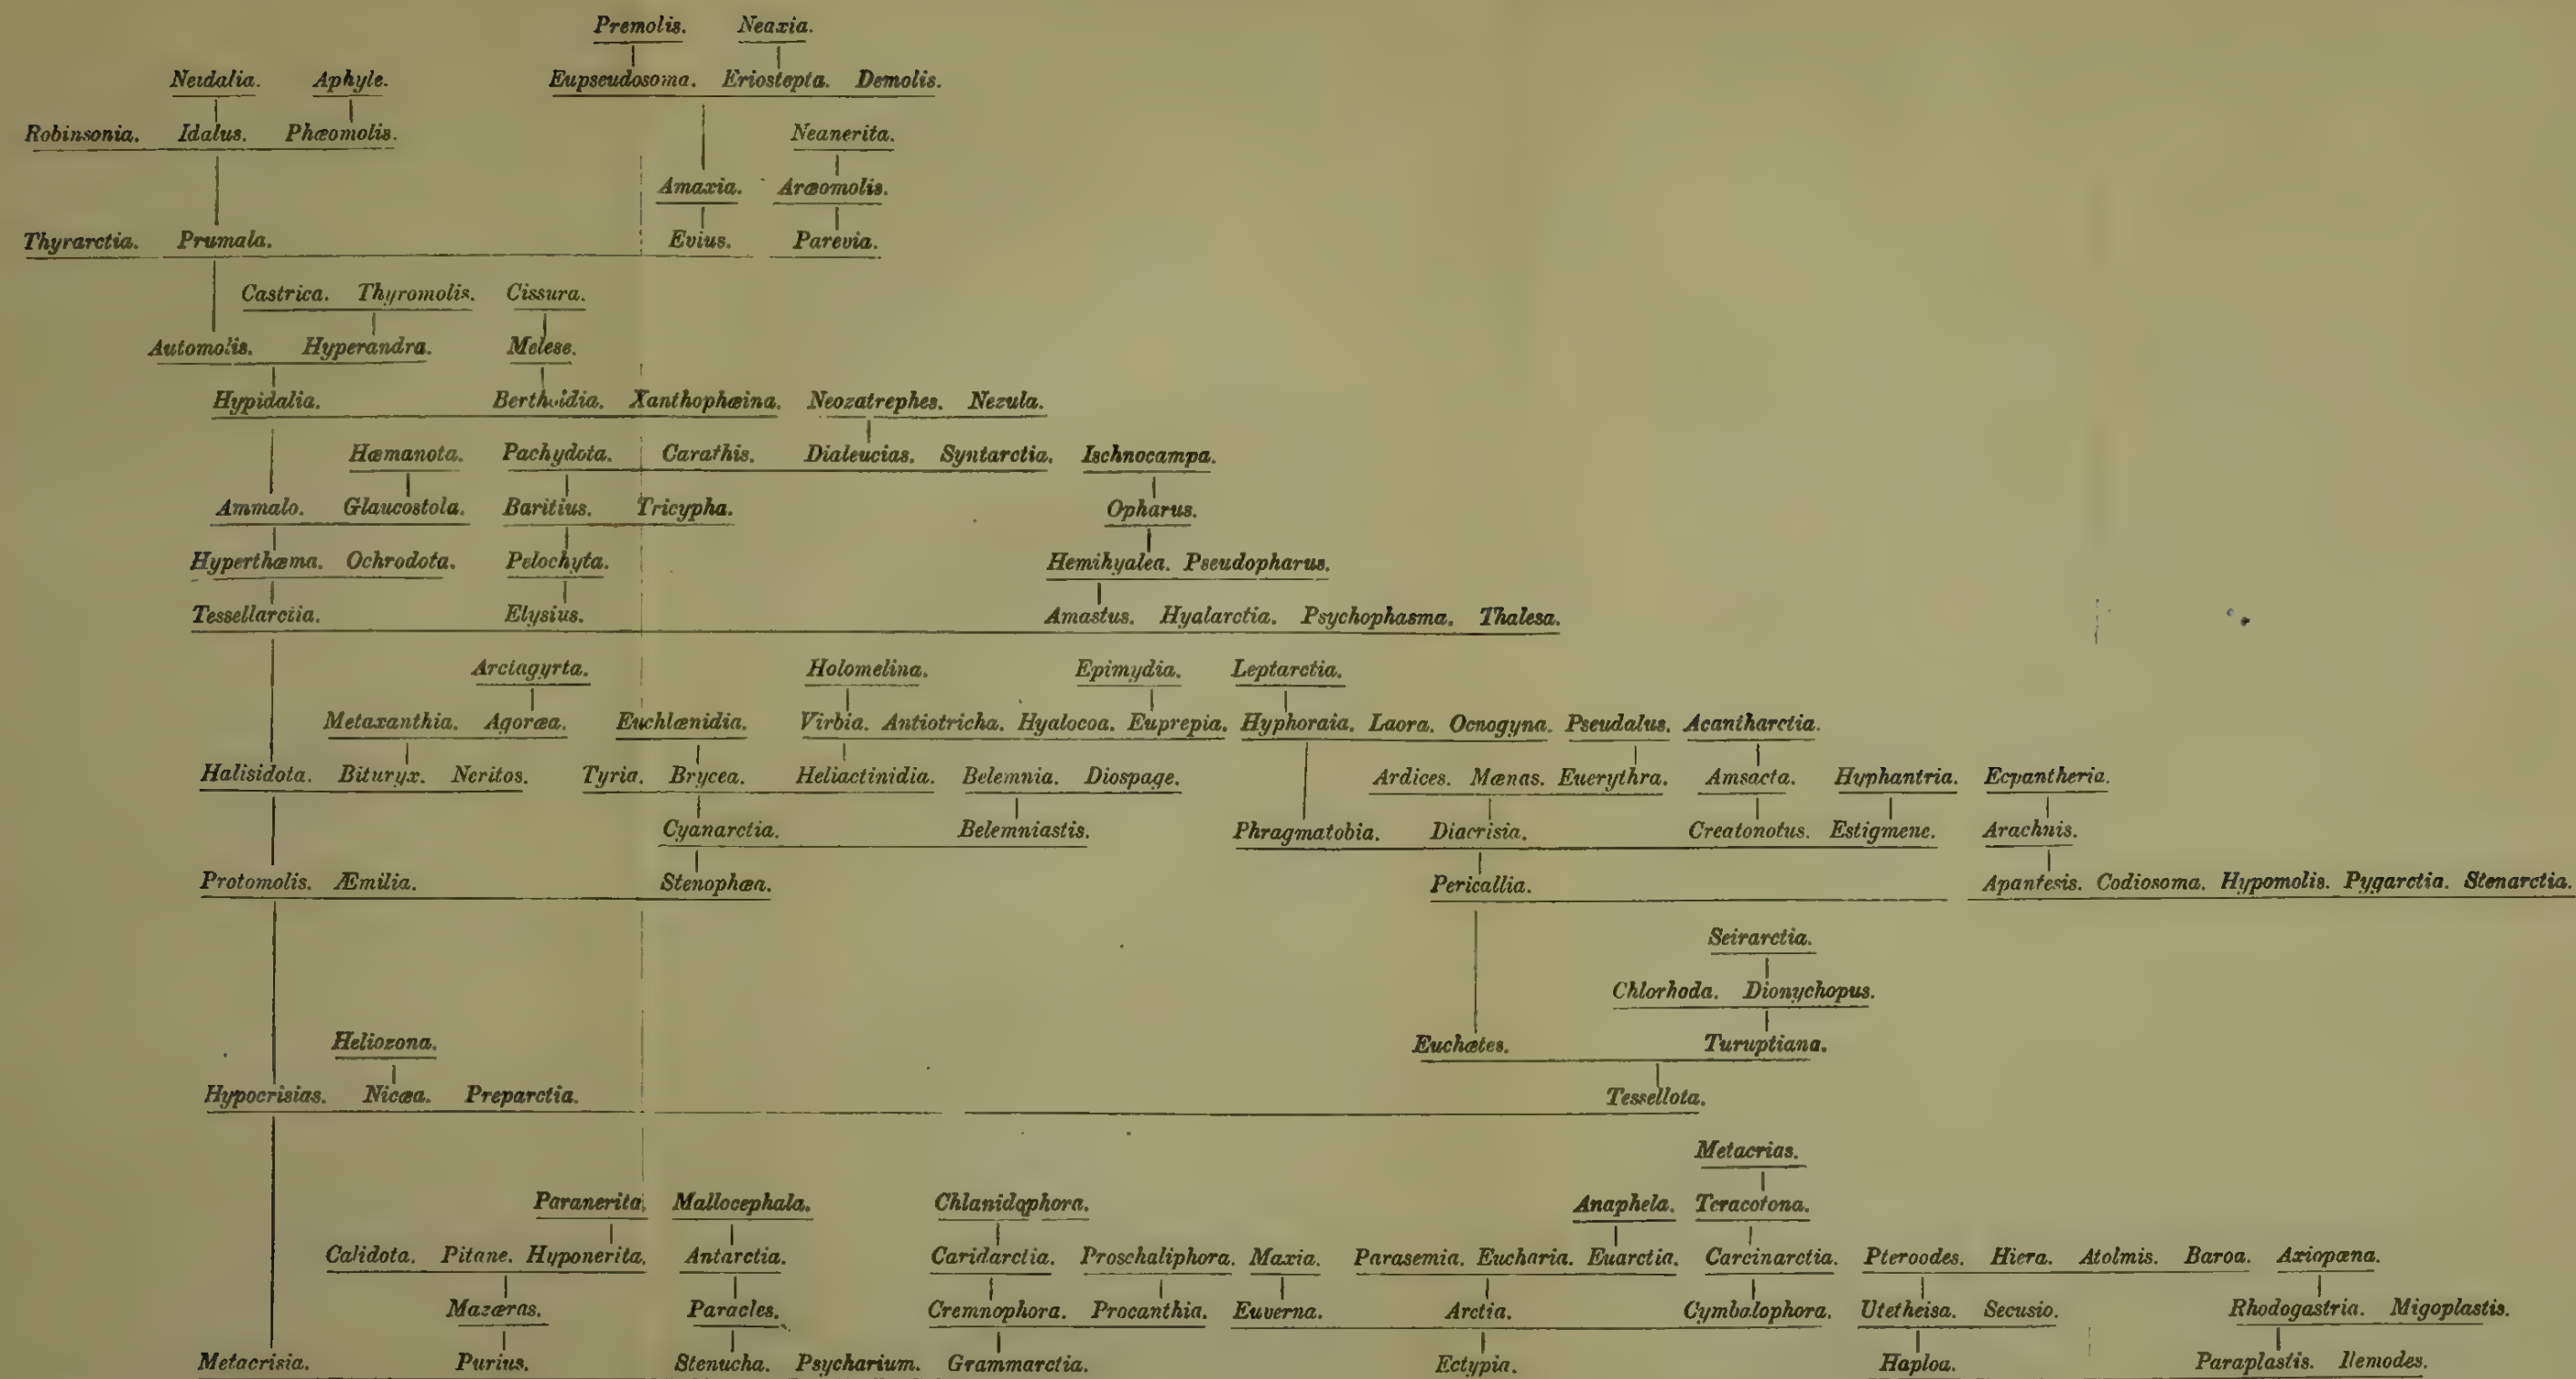 Premolis. Neaxia.
Neidalia. Aphyle. Eupseudosoma. Eriostepta. Demolis.
Robinsonia. Idalus. Phæomolis. Neanerita.
Amaxia. Aræomolis.
Thyrarctia. Prumala. Evius. Parevia.
Castrica. Thyromolis. Cissura.
Automolis. Hyperandra. Melese.
Hypidalia. Bertholdia. Xanthophæina. Neozatrephes. Nezula.
Hæmanota. Pachydota. Carathis. Dialeucias. Syntarctia. Ischnocampa.
Ammalo. Glaucostola. Baritius. Tricypha. Opharus.
Hyperthæma. Ochrodota. Pelochyta. Hemihyalea. Pseudopharus.
Tessellarctia. Elysius. Amastus. Hyalarctia. Psychophasma. Thalesa.
Arctagyrta. Holomelina. Epimydia. Leptarctia.
Metaxanthia. Agoræa. Euchlænidia. Virbia. Antiotricha. Hyalocoa. Euprepia. Hyphoraia. Laora. Ocnogyna. Pseudalus. Acantharctia.
Halisidota. Bituryx. Neritos. Tyria. Brycea. Heliactinidia. Belemnia. Diospage. Ardices. Mænas. Euerythra. Amsacta. Hyphantria. Ecpantheria.
Cyanarctia. Belemniastis. Phragmatobia. Diacrisia. Creatonotus. Estigmene. Arachnis.
Protomolis. Æmilia. Stenophæa. Pericallia. Apantesis. Codiosoma. Hypomolis. Pygarctia. Stenarctia.
Seirarctia.
Chlorhoda. Dionychopus.
Heliozona. Euchætes. Turuptiana.
Hypocrisias. Nicæa. Preparctia. Tessellota.
Metacrias.
Paranerita. Mallocephala. Chlanidophora. Anaphela. Teracotona.
Calidota. Pitane. Hyponerita. Antarctia. Caridarctia. Proschaliphora. Maxia. Parasemia. Eucharia. Euarctia. Carcinarctia. Pteroodes. Hiera. Atolmis. Baroa. Axiopæna.
Mazæras. Paracles. Cremnophora. Procanthia. Euverna. Arctia. Cymbalophora. Utetheisa. Secusio. Rhodogastria. Migoplastis.
Metacrisia. Purius. Stenucha. Psycharium. Grammarctia. Ectypia. Haploa. Paraplastis. Ilemodes.